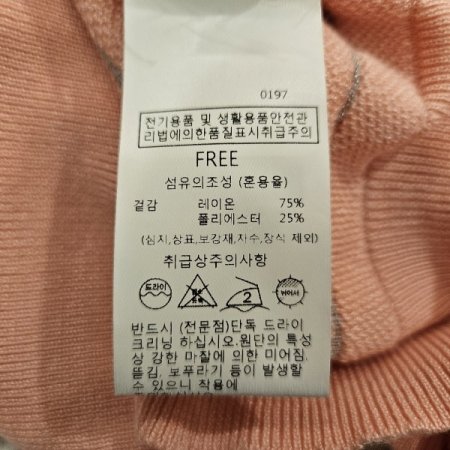 0197
전기용품 및 생활용품안전관
리법에의한품질표시취급주의
FREE
섬유의조성 (혼용율)
겉감 레이온 75%
폴리에스터 25%
(심지,상표,보강재,자수,장식 제외)
취급상주의사항
드라이 2 뉘어서
반드시 (전문점)단독 드라이
크리닝 하십시오.원단의 특성
상 강한 마찰에 의한 미어짐,
뜯김, 보푸라기 등이 발생할
수 있으니 착용에